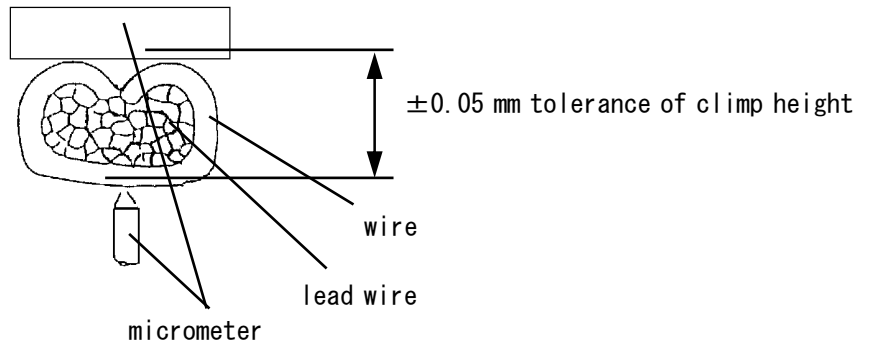 ±0.05 mm tolerance of climp height
wire
lead wire
micrometer